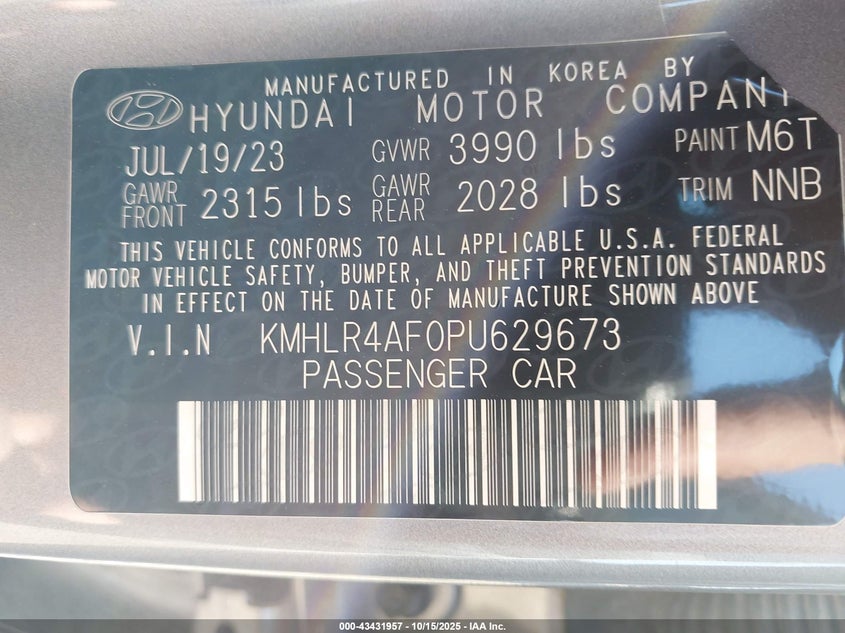 MANUFACTURED IN KOREA BY
HYUNDAI MOTOR COMPANY
JUL/19/23 GVWR 3990 lbs PAINT M6T
GAWR FRONT 2315 lbs GAWR REAR 2028 lbs TRIM NNB
THIS VEHICLE CONFORMS TO ALL APPLICABLE U.S.A. FEDERAL
MOTOR VEHICLE SAFETY, BUMPER, AND THEFT PREVENTION STANDARDS
IN EFFECT ON THE DATE OF MANUFACTURE SHOWN ABOVE
V.I.N KMHLR4AF0PU629673
PASSENGER CAR
000-43431957 - 10/15/2025 - IAA Inc.